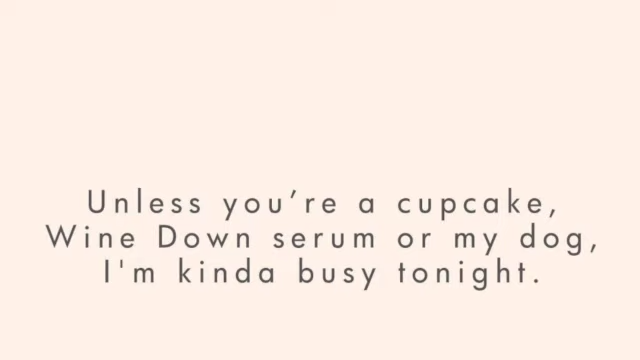 Unless you’re a cupcake,
Wine Down serum or my dog,
I'm kinda busy tonight.